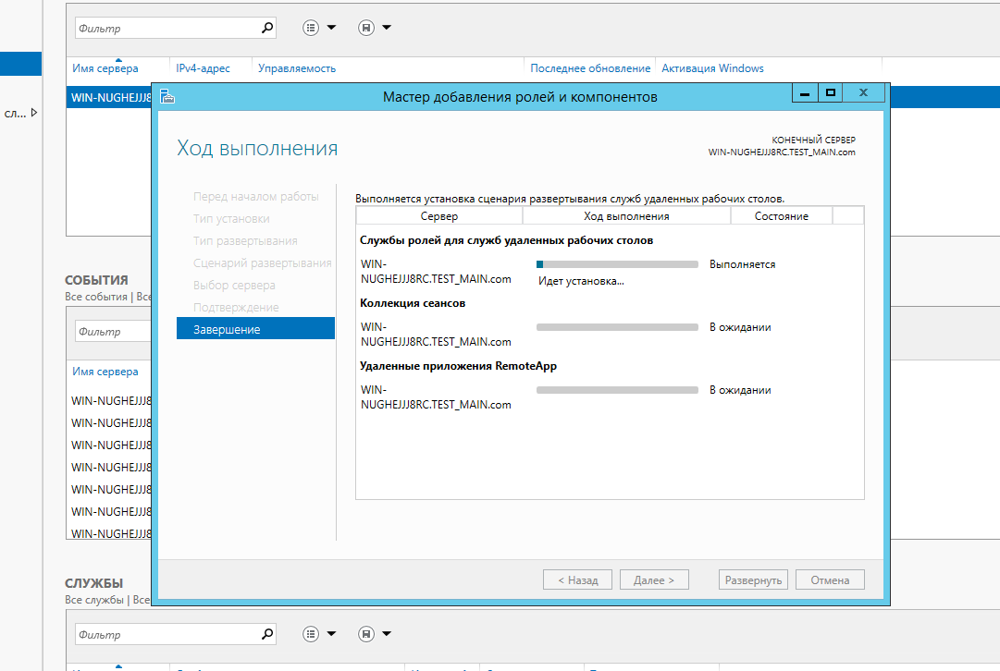 Фильтр
Имя сервера IPv4-адрес Управляемость Последнее обновление Активация Windows
WIN-NUGHEJJJ8
сл...
Мастер добавления ролей и компонентов
Ход выполнения
КОНЕЧНЫЙ СЕРВЕР
WIN-NUGHEJJJ8RC.TEST_MAIN.com
Перед началом работы
Тип установки
Тип развертывания
Сценарий развертывания
Выбор сервера
Подтверждение
Завершение
Выполняется установка сценария развертывания служб удаленных рабочих столов.
Сервер Ход выполнения Состояние
Службы ролей для служб удаленных рабочих столов
WIN-
NUGHEJJJ8RC.TEST_MAIN.com
Выполняется
Идет установка...
Коллекция сеансов
WIN-
NUGHEJJJ8RC.TEST_MAIN.com
В ожидании
Удаленные приложения RemoteApp
WIN-
NUGHEJJJ8RC.TEST_MAIN.com
В ожидании
< Назад Далее > Развернуть Отмена
СОБЫТИЯ
Все события | Все
Фильтр
Имя сервера
WIN-NUGHEJJJ8
WIN-NUGHEJJJ8
WIN-NUGHEJJJ8
WIN-NUGHEJJJ8
WIN-NUGHEJJJ8
WIN-NUGHEJJJ8
WIN-NUGHEJJJ8
СЛУЖБЫ
Все службы | Все
Фильтр